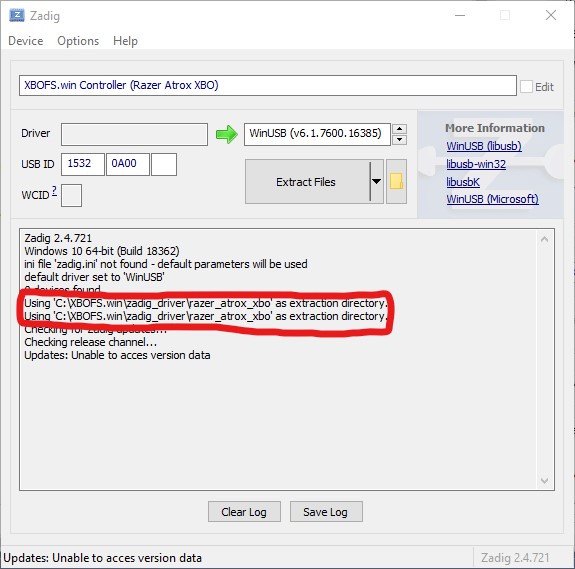 Zadig
Device Options Help
XBOFS.win Controller (Razer Atrox XBO)
Edit
Driver
WinUSB (v6.1.7600.16385)
USB ID 1532 0A00
WCID ?
Extract Files
More Information
WinUSB (libusb)
libusb-win32
libusbK
WinUSB (Microsoft)
Zadig 2.4.721
Windows 10 64-bit (Build 18362)
ini file 'zadig.ini' not found - default parameters will be used
default driver set to 'WinUSB'
0 devices found.
Using 'C:\XBOFS.win\zadig_driver\razer_atrox_xbo' as extraction directory.
Using 'C:\XBOFS.win\zadig_driver\razer_atrox_xbo' as extraction directory.
Checking for Zadig updates...
Checking release channel...
Updates: Unable to acces version data
Clear Log Save Log
Updates: Unable to acces version data
Zadig 2.4.721